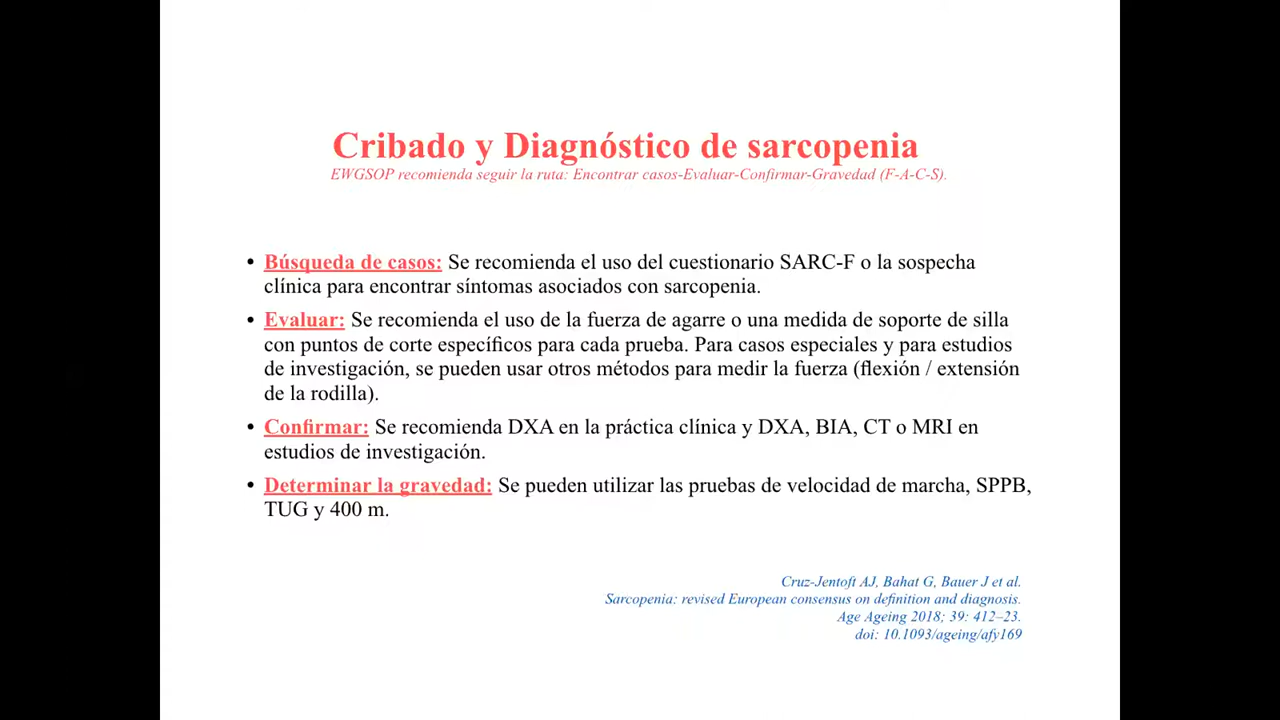 Cribado y Diagnóstico de sarcopenia
EWGSOP recomienda seguir la ruta: Encontrar casos-Evaluar-Confirmar-Gravedad (F-A-C-S).
• Búsqueda de casos: Se recomienda el uso del cuestionario SARC-F o la sospecha
clínica para encontrar síntomas asociados con sarcopenia.
• Evaluar: Se recomienda el uso de la fuerza de agarre o una medida de soporte de silla
con puntos de corte específicos para cada prueba. Para casos especiales y para estudios
de investigación, se pueden usar otros métodos para medir la fuerza (flexión / extensión
de la rodilla).
• Confirmar: Se recomienda DXA en la práctica clínica y DXA, BIA, CT o MRI en
estudios de investigación.
• Determinar la gravedad: Se pueden utilizar las pruebas de velocidad de marcha, SPPB,
TUG y 400 m.
Cruz-Jentoft AJ, Bahat G, Bauer J et al.
Sarcopenia: revised European consensus on definition and diagnosis.
Age Ageing 2018; 39: 412–23.
doi: 10.1093/ageing/afy169